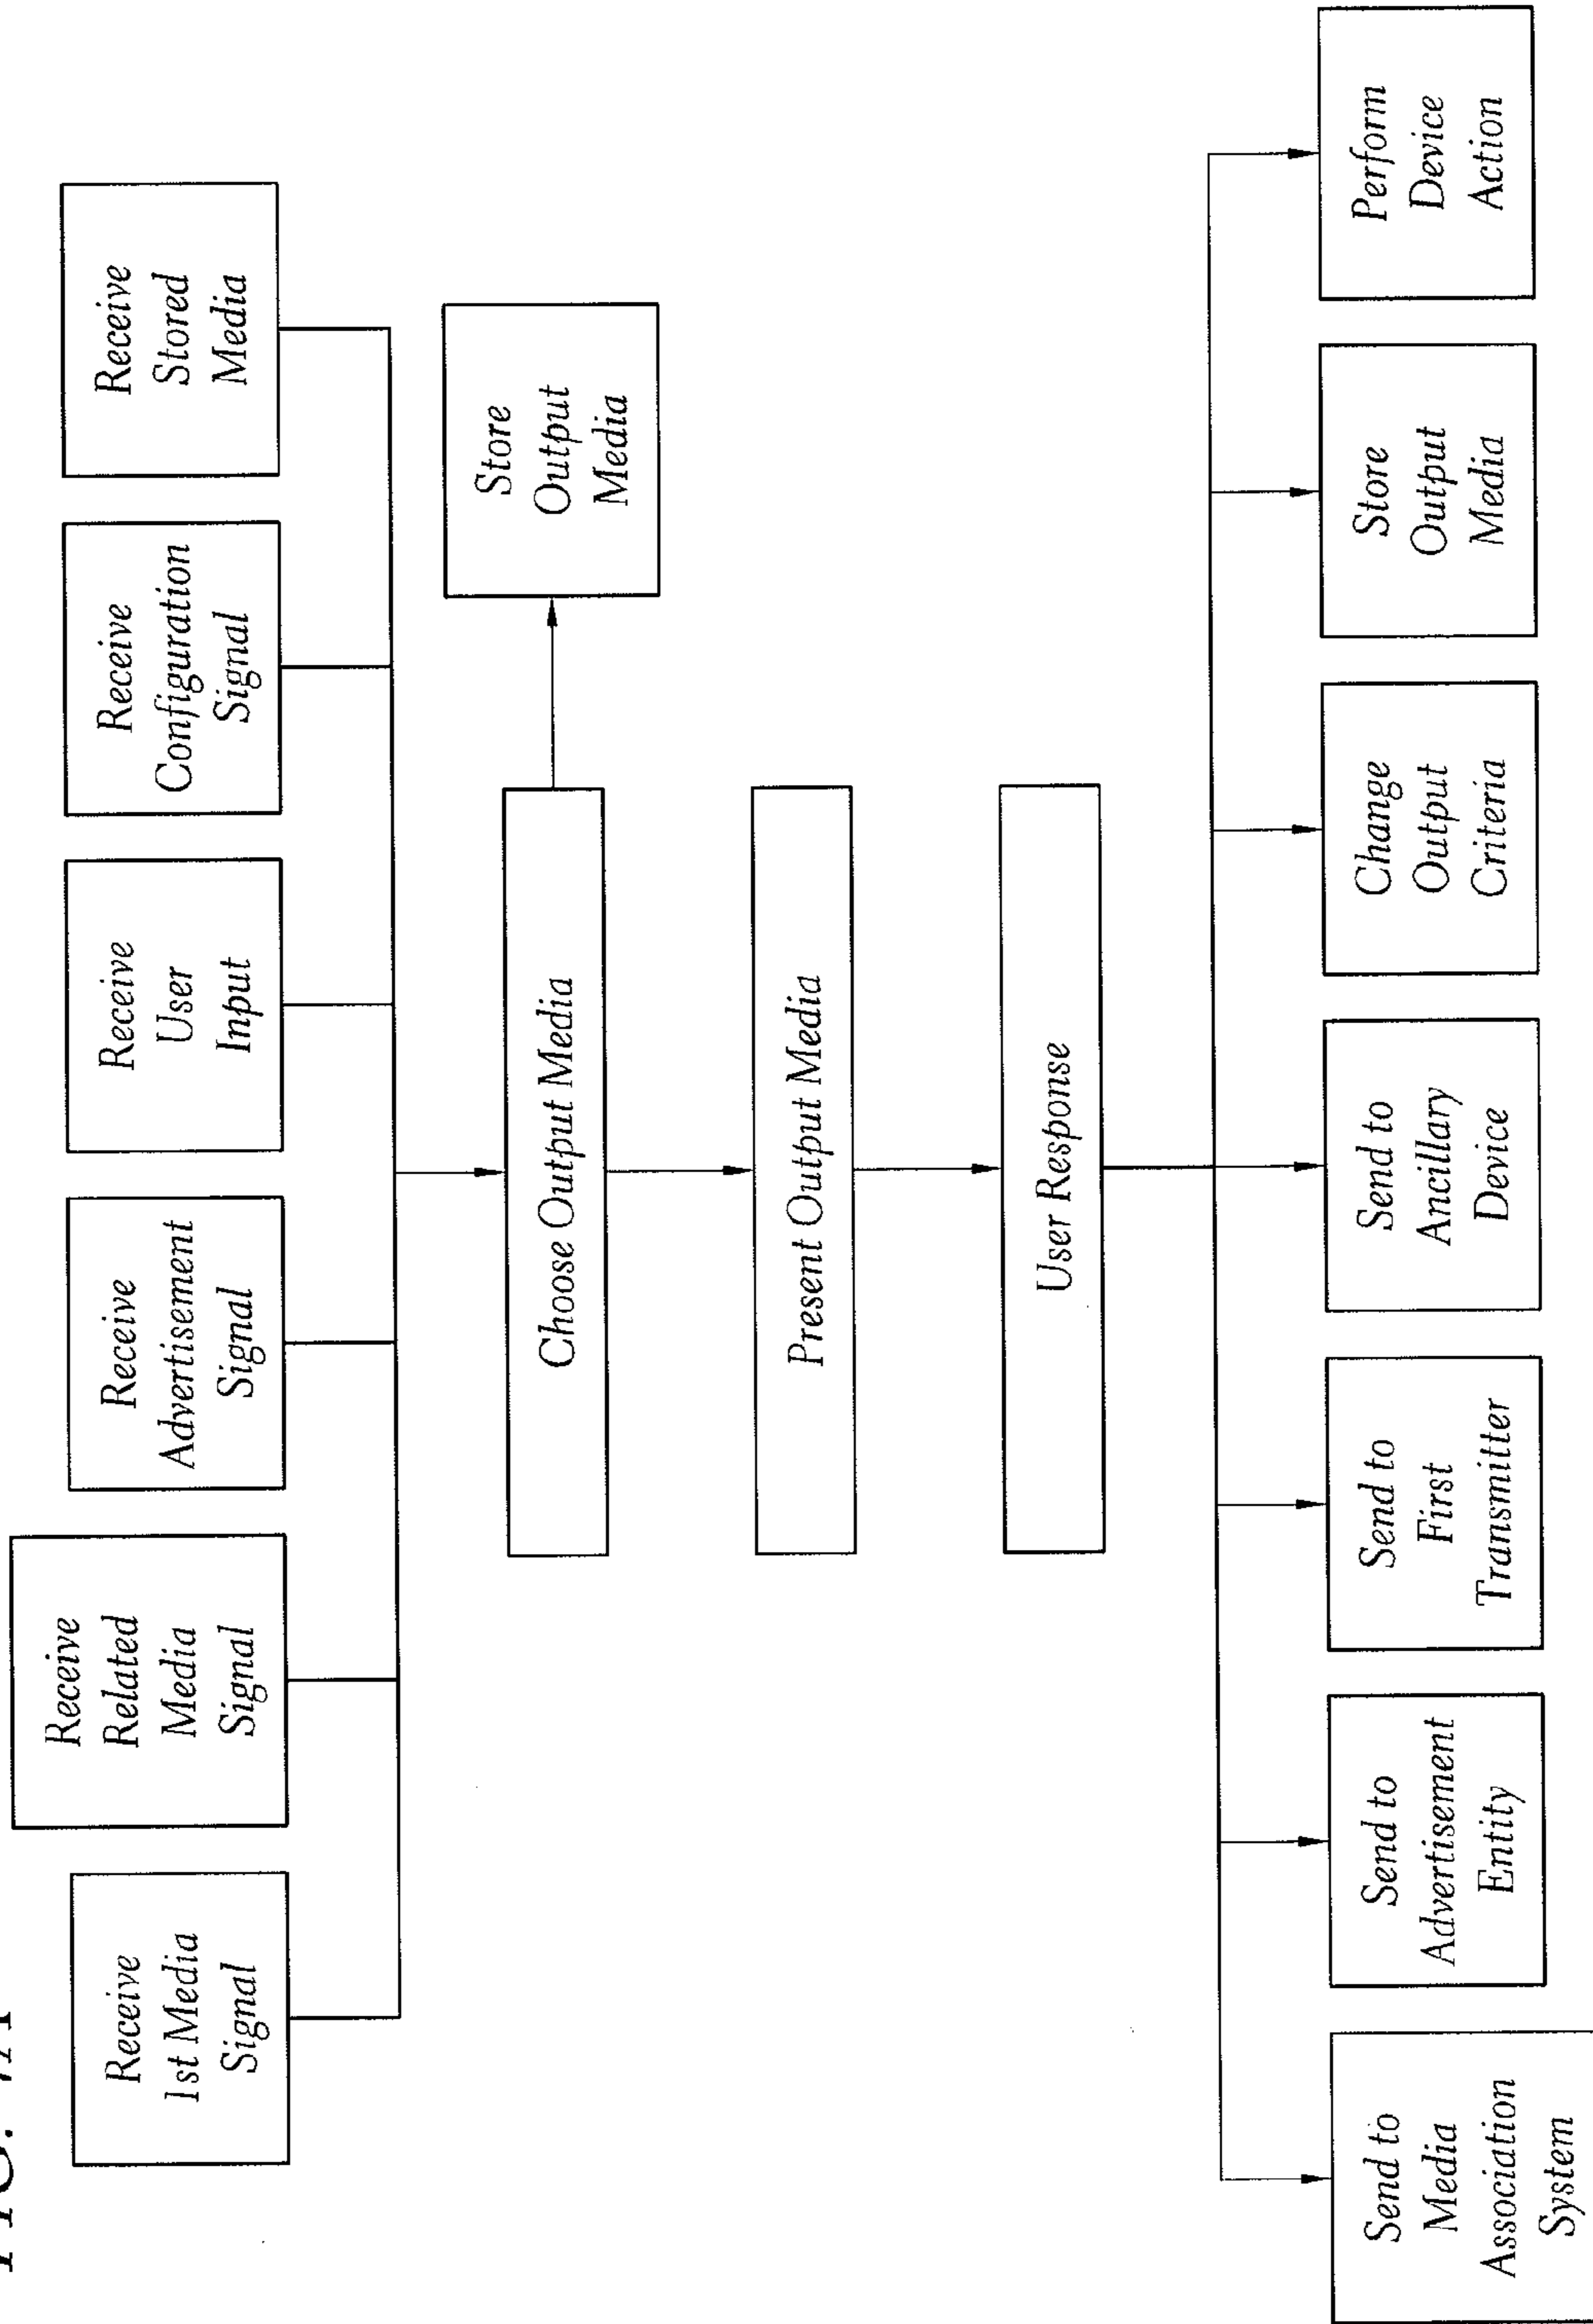 Receive
1st Media
Signal
Receive
Related
Media
Signal
Receive
Advertisement
Signal
Receive
User
Input
Receive
Configuration
Signal
Receive
Stored
Media
Choose Output Media
Store
Output
Media
Present Output Media
User Response
Send to
Media
Association
System
Send to
Advertisement
Entity
Send to
First
Transmitter
Send to
Ancillary
Device
Change
Output
Criteria
Store
Output
Media
Perform
Device
Action